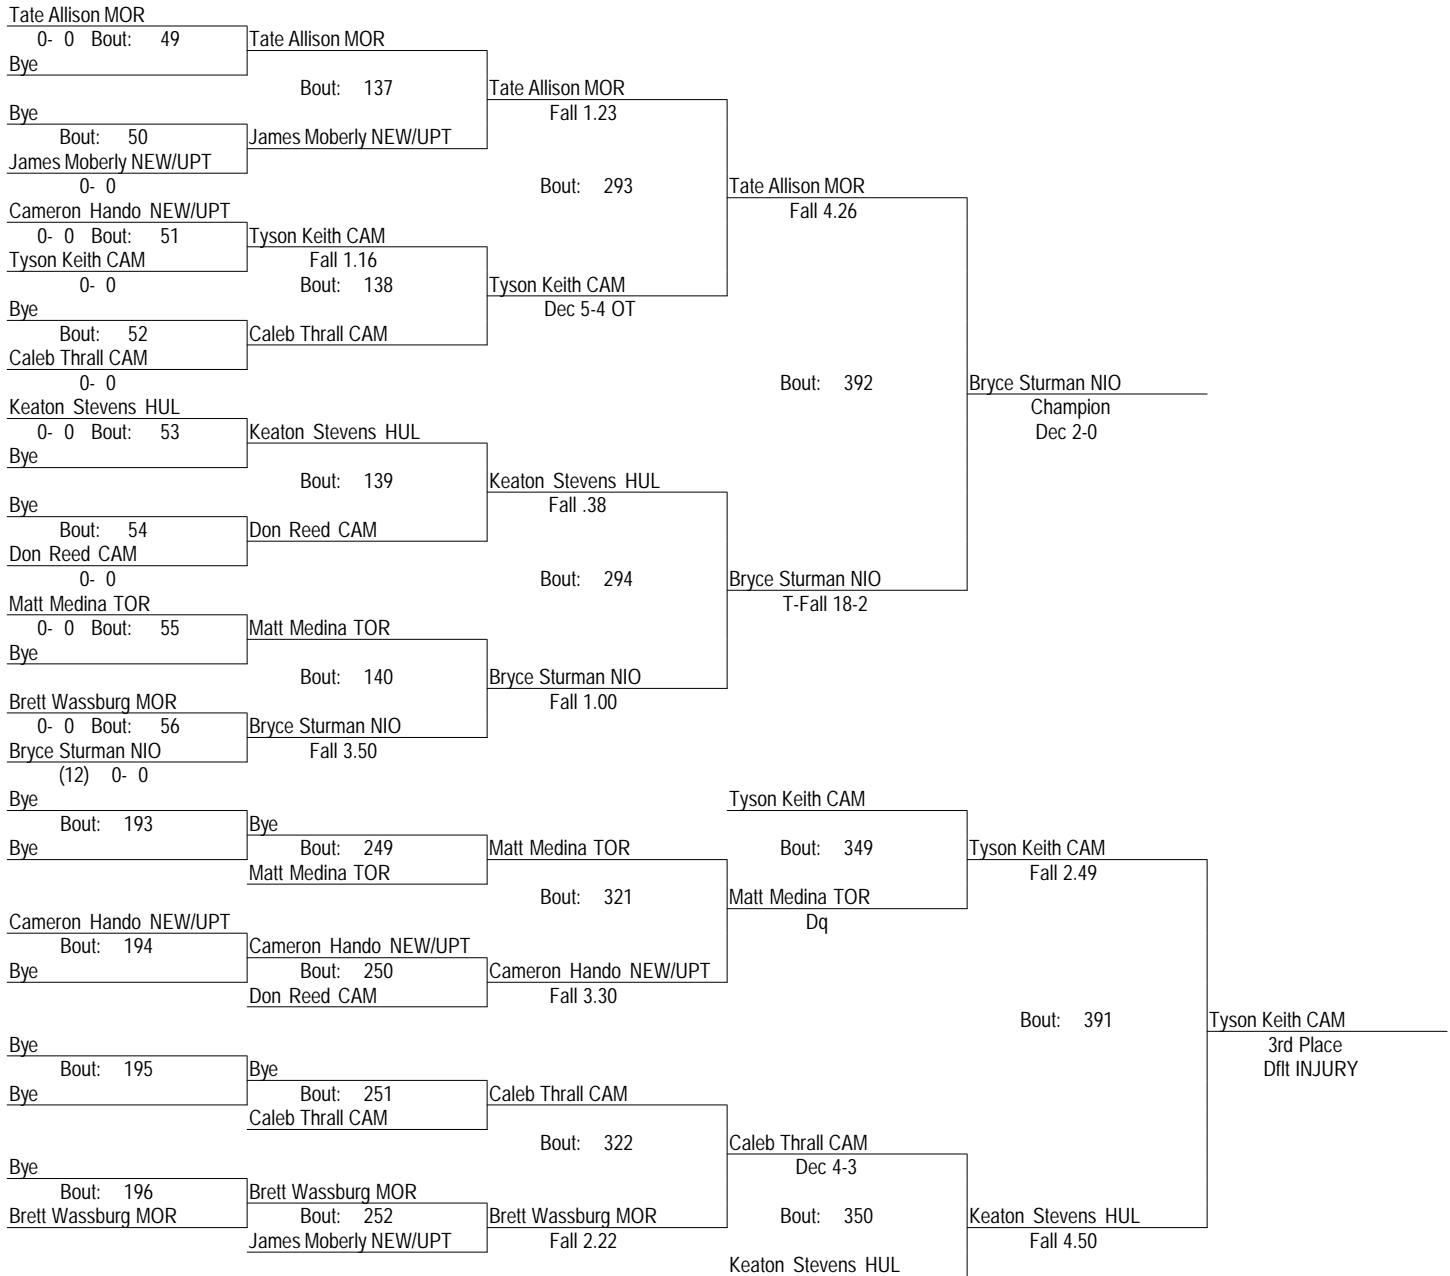 Tate Allison MOR
0- 0 Bout: 49
Tate Allison MOR
Bye
Bout: 137
Tate Allison MOR
Bye
Fall 1.23
Bout: 50
James Moberly NEW/UPT
James Moberly NEW/UPT
0- 0
Bout: 293
Tate Allison MOR
Cameron Hando NEW/UPT
Fall 4.26
0- 0 Bout: 51
Tyson Keith CAM
Tyson Keith CAM
Fall 1.16
0- 0
Bout: 138
Tyson Keith CAM
Bye
Dec 5-4 OT
Bout: 52
Caleb Thrall CAM
Caleb Thrall CAM
0- 0
Bout: 392
Bryce Sturman NIO
Keaton Stevens HUL
Champion
0- 0 Bout: 53
Keaton Stevens HUL
Dec 2-0
Bye
Bout: 139
Keaton Stevens HUL
Bye
Fall .38
Bout: 54
Don Reed CAM
Don Reed CAM
0- 0
Bout: 294
Bryce Sturman NIO
Matt Medina TOR
T-Fall 18-2
0- 0 Bout: 55
Matt Medina TOR
Bye
Bout: 140
Bryce Sturman NIO
Brett Wassburg MOR
Fall 1.00
0- 0 Bout: 56
Bryce Sturman NIO
Bryce Sturman NIO
Fall 3.50
(12) 0- 0
Bye
Tyson Keith CAM
Bout: 193
Bye
Bye
Bout: 249
Matt Medina TOR
Bout: 349
Tyson Keith CAM
Matt Medina TOR
Fall 2.49
Bout: 321
Matt Medina TOR
Cameron Hando NEW/UPT
Dq
Bout: 194
Cameron Hando NEW/UPT
Bye
Bout: 250
Cameron Hando NEW/UPT
Don Reed CAM
Fall 3.30
Bout: 391
Tyson Keith CAM
Bye
3rd Place
Bout: 195
Bye
Dflt INJURY
Bye
Bout: 251
Caleb Thrall CAM
Caleb Thrall CAM
Bout: 322
Caleb Thrall CAM
Bye
Dec 4-3
Bout: 196
Brett Wassburg MOR
Brett Wassburg MOR
Bout: 252
Brett Wassburg MOR
Bout: 350
Keaton Stevens HUL
James Moberly NEW/UPT
Fall 2.22
Fall 4.50
Keaton Stevens HUL